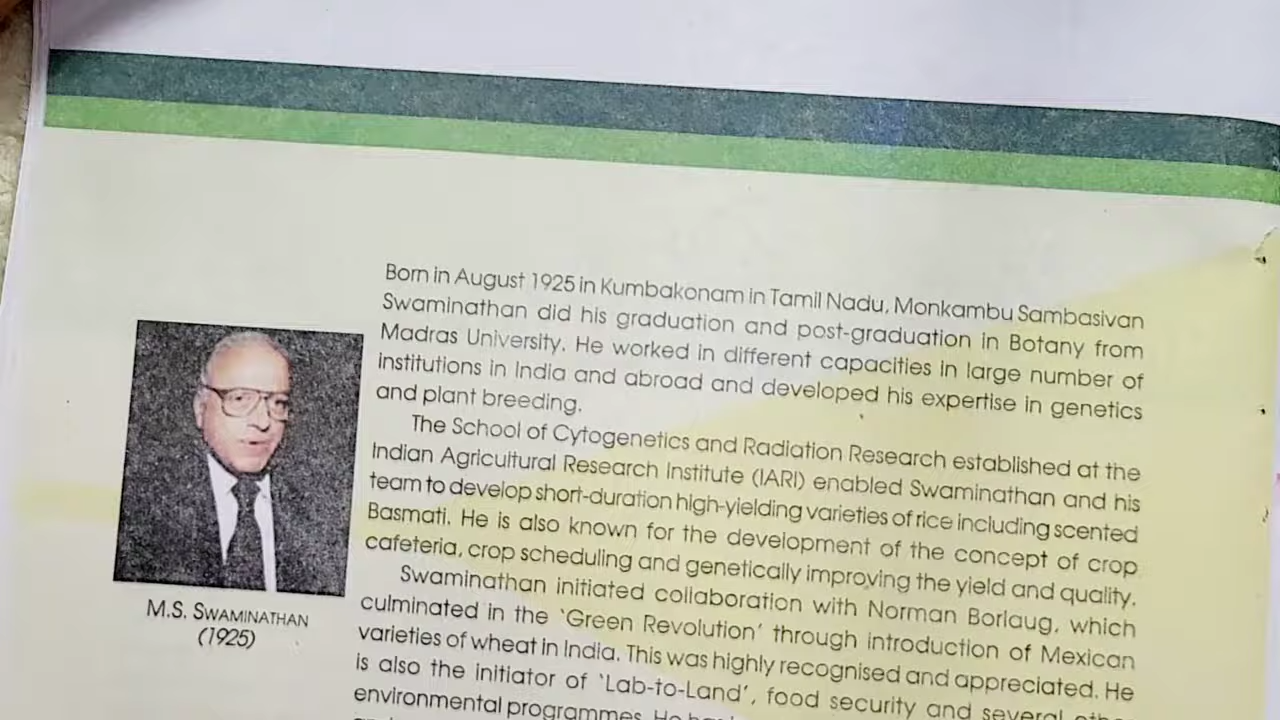 Born in August 1925 in Kumbakonam in Tamil Nadu, Monkambu Sambasivan
Swaminathan did his graduation and post-graduation in Botany from
Madras University. He worked in different capacities in large number of
institutions in India and abroad and developed his expertise in genetics
and plant breeding.
The School of Cytogenetics and Radiation Research established at the
Indian Agricultural Research Institute (IARI) enabled Swaminathan and his
team to develop short-duration high-yielding varieties of rice including scented
Basmati. He is also known for the development of the concept of crop
cafeteria, crop scheduling and genetically improving the yield and quality.
Swaminathan initiated collaboration with Norman Borlaug, which
culminated in the ‘Green Revolution’ through introduction of Mexican
varieties of wheat in India. This was highly recognised and appreciated. He
is also the initiator of ‘Lab-to-Land’, food security and several
environmental programmes. He
M.S. SWAMINATHAN
(1925)